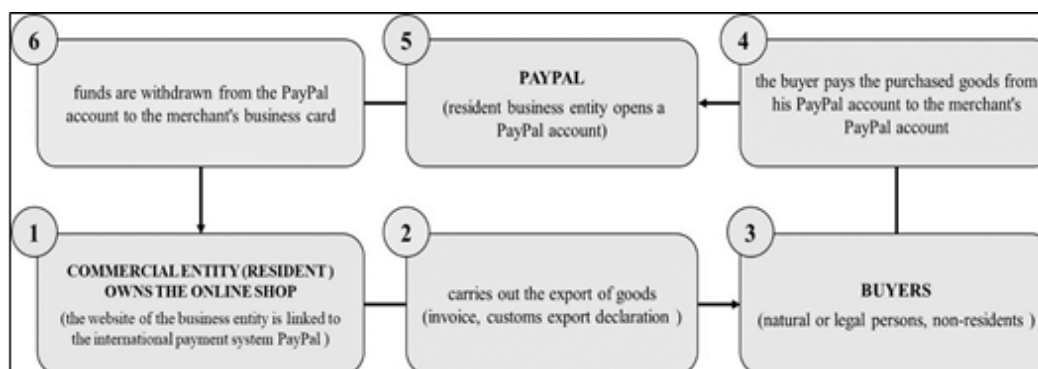 6
funds are withdrawn from the PayPal
account to the merchant's business card
5
PAYPAL
(resident business entity opens a
PayPal account)
4
the buyer pays the purchased goods from
his PayPal account to the merchant's
PayPal account
1
COMMERCIAL ENTITY (RESIDENT )
OWNS THE ONLINE SHOP
(the website of the business entity is linked to
the international payment system PayPal )
2
carries out the export of goods
(invoice, customs export declaration )
3
BUYERS
(natural or legal persons, non-residents )